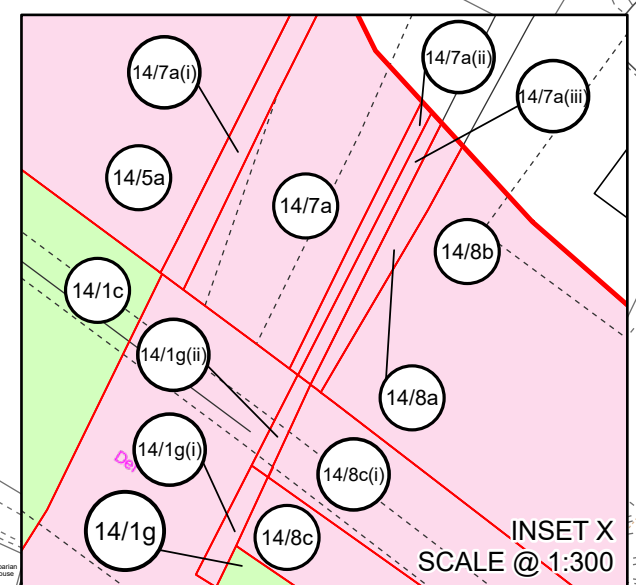 14/7a(i)
14/7a(ii)
14/7a(iii)
14/5a
14/7a
14/8b
14/1c
14/1g(ii)
14/8a
14/1g(i)
14/8c(i)
14/1g
14/8c
INSET X
SCALE @ 1:300